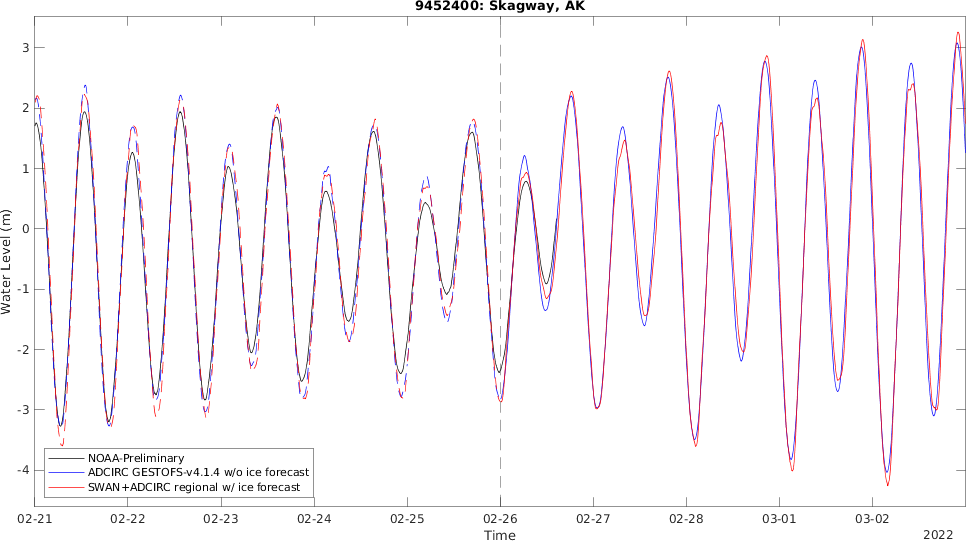 9452400: Skagway, AK
Water Level (m)
3
2
1
0
-1
-2
-3
-4
NOAA-Preliminary
ADCIRC GESTOFS-v4.1.4 w/o ice forecast
SWAN+ADCIRC regional w/ ice forecast
02-21 02-22 02-23 02-24 02-25 02-26 02-27 02-28 03-01 03-02
Time
2022